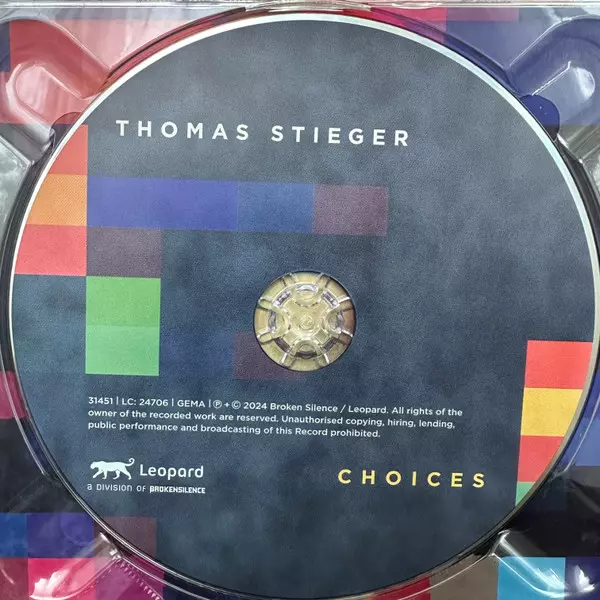 THOMAS STIEGER
31451 | LC: 24706 | GEMA | ℗ + © 2024 Broken Silence / Leopard. All rights of the
owner of the recorded work are reserved. Unauthorised copying, hiring, lending,
public performance and broadcasting of this Record prohibited.
Leopard
a DIVISION OF BROKENSILENCE
CHOICES